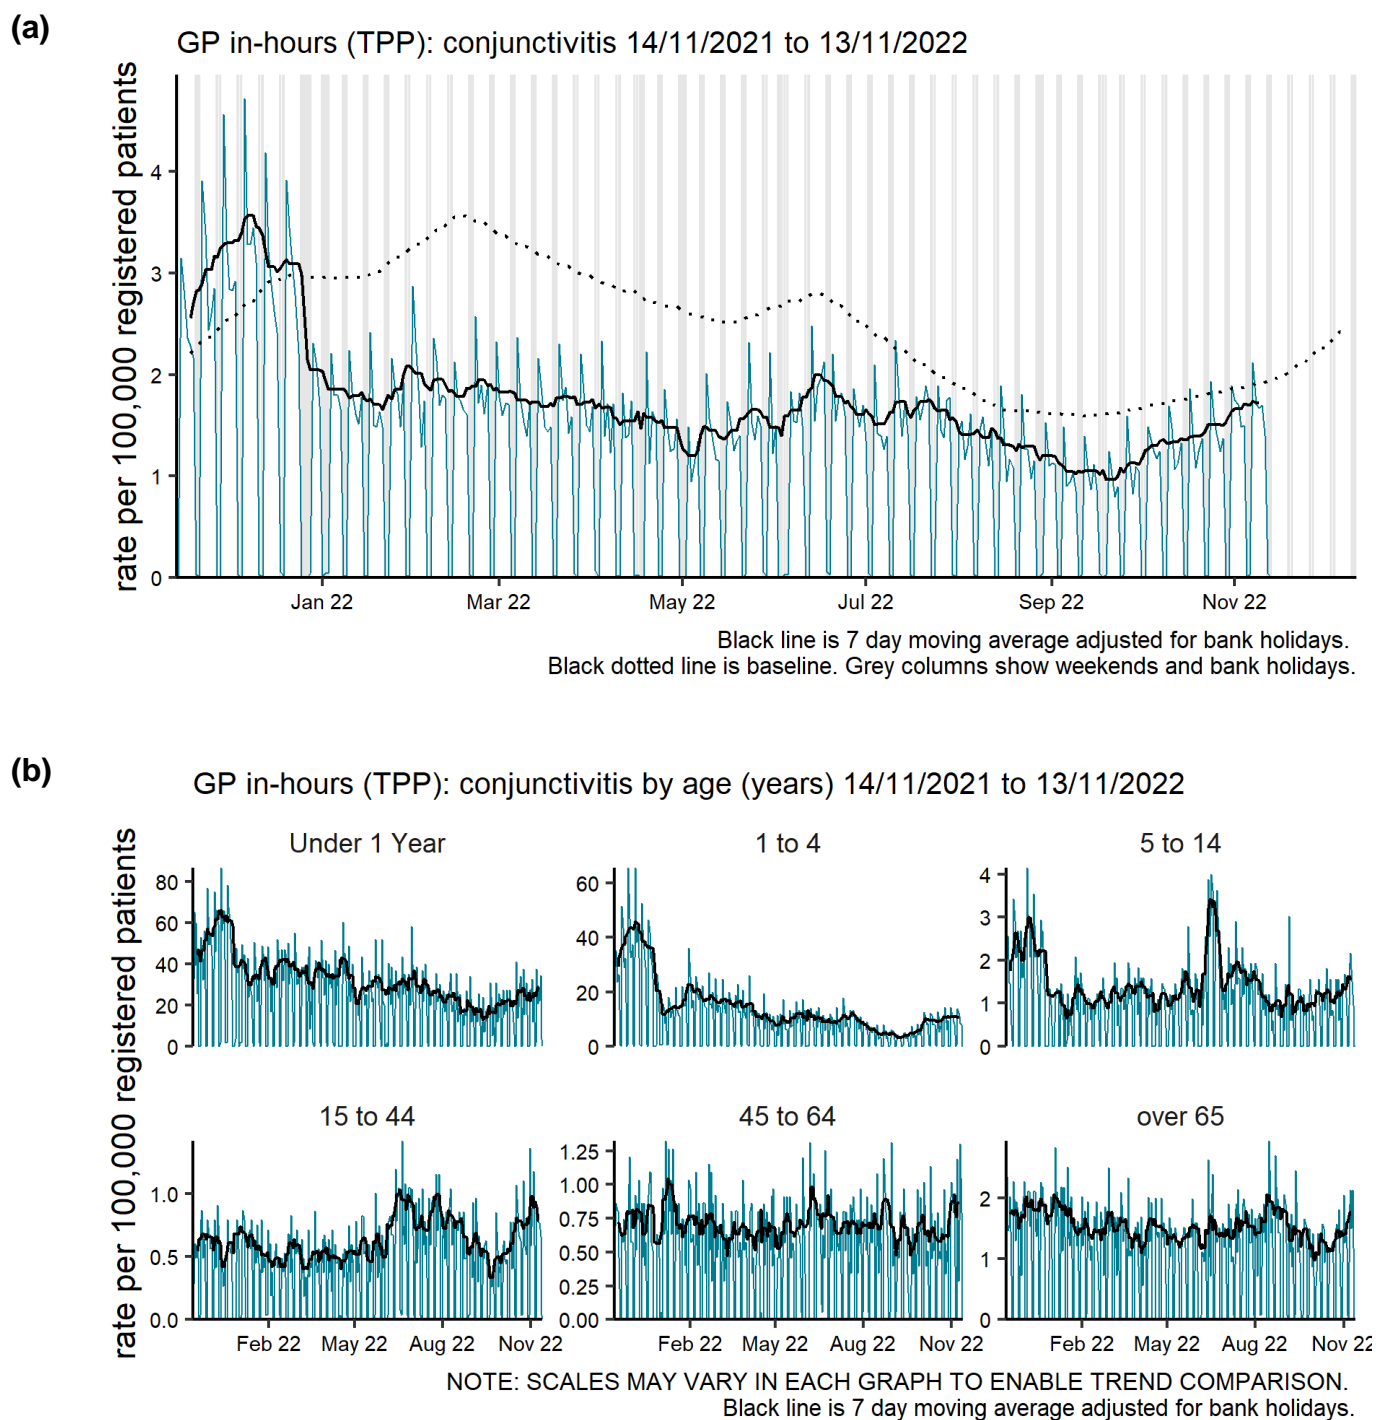 (a)
GP in-hours (TPP): conjunctivitis 14/11/2021 to 13/11/2022
rate per 100,000 registered patients
4
3
2
1
0
Jan 22 Mar 22 May 22 Jul 22 Sep 22 Nov 22
Black line is 7 day moving average adjusted for bank holidays.
Black dotted line is baseline. Grey columns show weekends and bank holidays.
(b)
GP in-hours (TPP): conjunctivitis by age (years) 14/11/2021 to 13/11/2022
rate per 100,000 registered patients
Under 1 Year
80
60
40
20
0
1 to 4
60
40
20
0
5 to 14
4
3
2
1
0
15 to 44
1.0
0.5
0.0
Feb 22 May 22 Aug 22 Nov 22
45 to 64
1.25
1.00
0.75
0.50
0.25
0.00
Feb 22 May 22 Aug 22 Nov 22
over 65
2
1
0
Feb 22 May 22 Aug 22 Nov 22
NOTE: SCALES MAY VARY IN EACH GRAPH TO ENABLE TREND COMPARISON.
Black line is 7 day moving average adjusted for bank holidays.